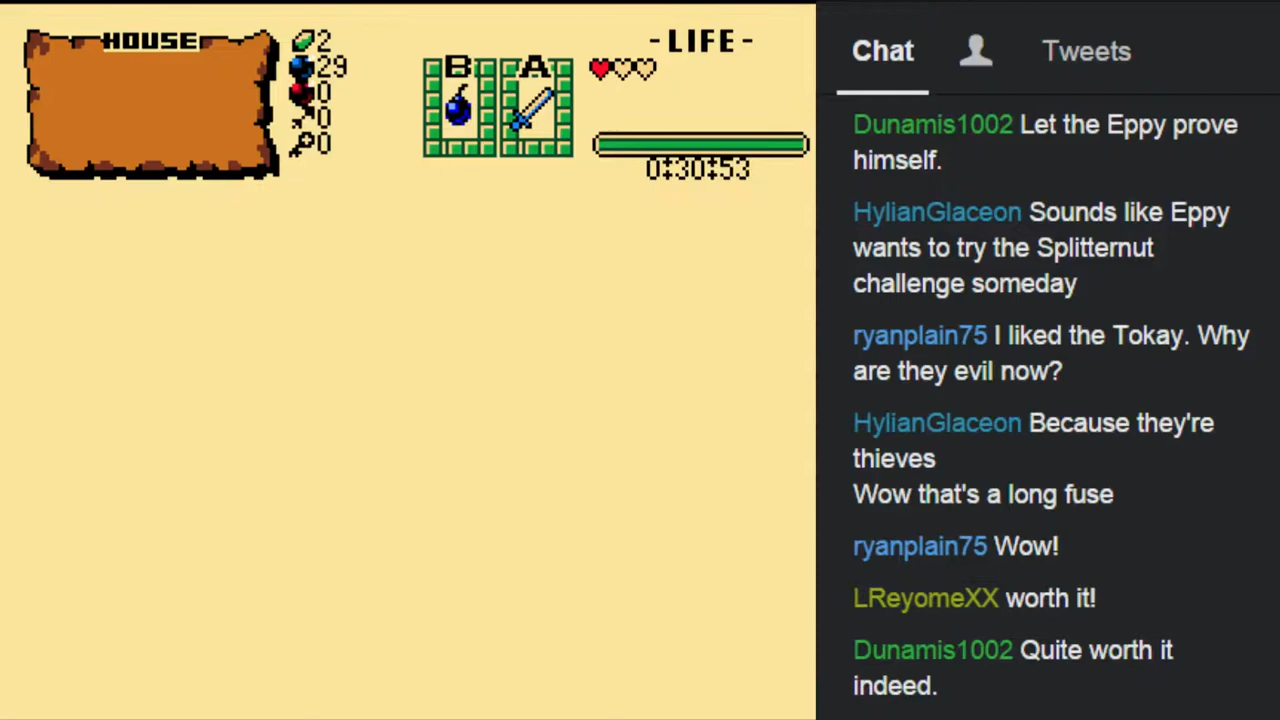 HOUSE
2
29
0
0
0
B
A
-LIFE-
0:30:53
Chat
Tweets
Dunamis1002 Let the Eppy prove
himself.
HylianGlaceon Sounds like Eppy
wants to try the Splitternut
challenge someday
ryanplain75 I liked the Tokay. Why
are they evil now?
HylianGlaceon Because they're
thieves
Wow that's a long fuse
ryanplain75 Wow!
LReyomeXX worth it!
Dunamis1002 Quite worth it
indeed.